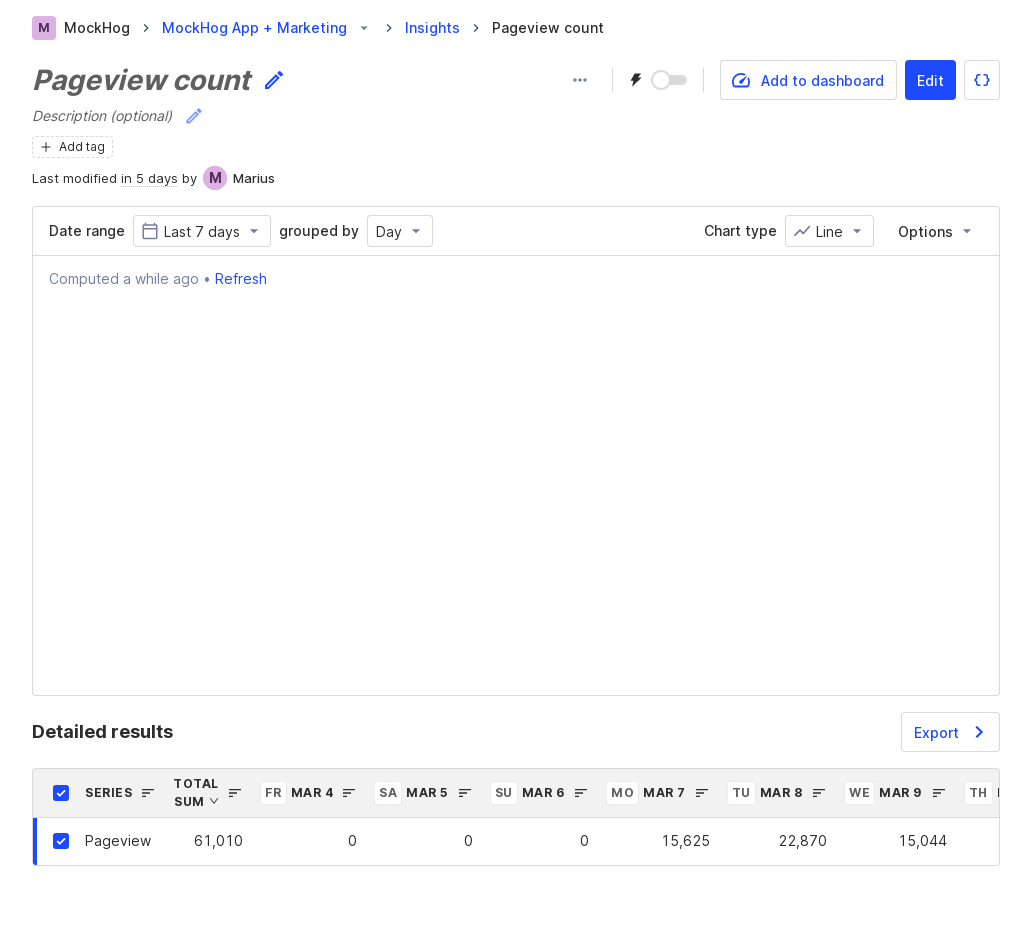 M MockHog > MockHog App + Marketing > Insights > Pageview count
Pageview count
Add to dashboard Edit {}
Description (optional)
+ Add tag
Last modified in 5 days by M Marius
Date range Last 7 days grouped by Day Chart type Line Options
Computed a while ago • Refresh
Detailed results Export
SERIES TOTAL SUM FR MAR 4 SA MAR 5 SU MAR 6 MO MAR 7 TU MAR 8 WE MAR 9 TH
Pageview 61,010 0 0 0 15,625 22,870 15,044